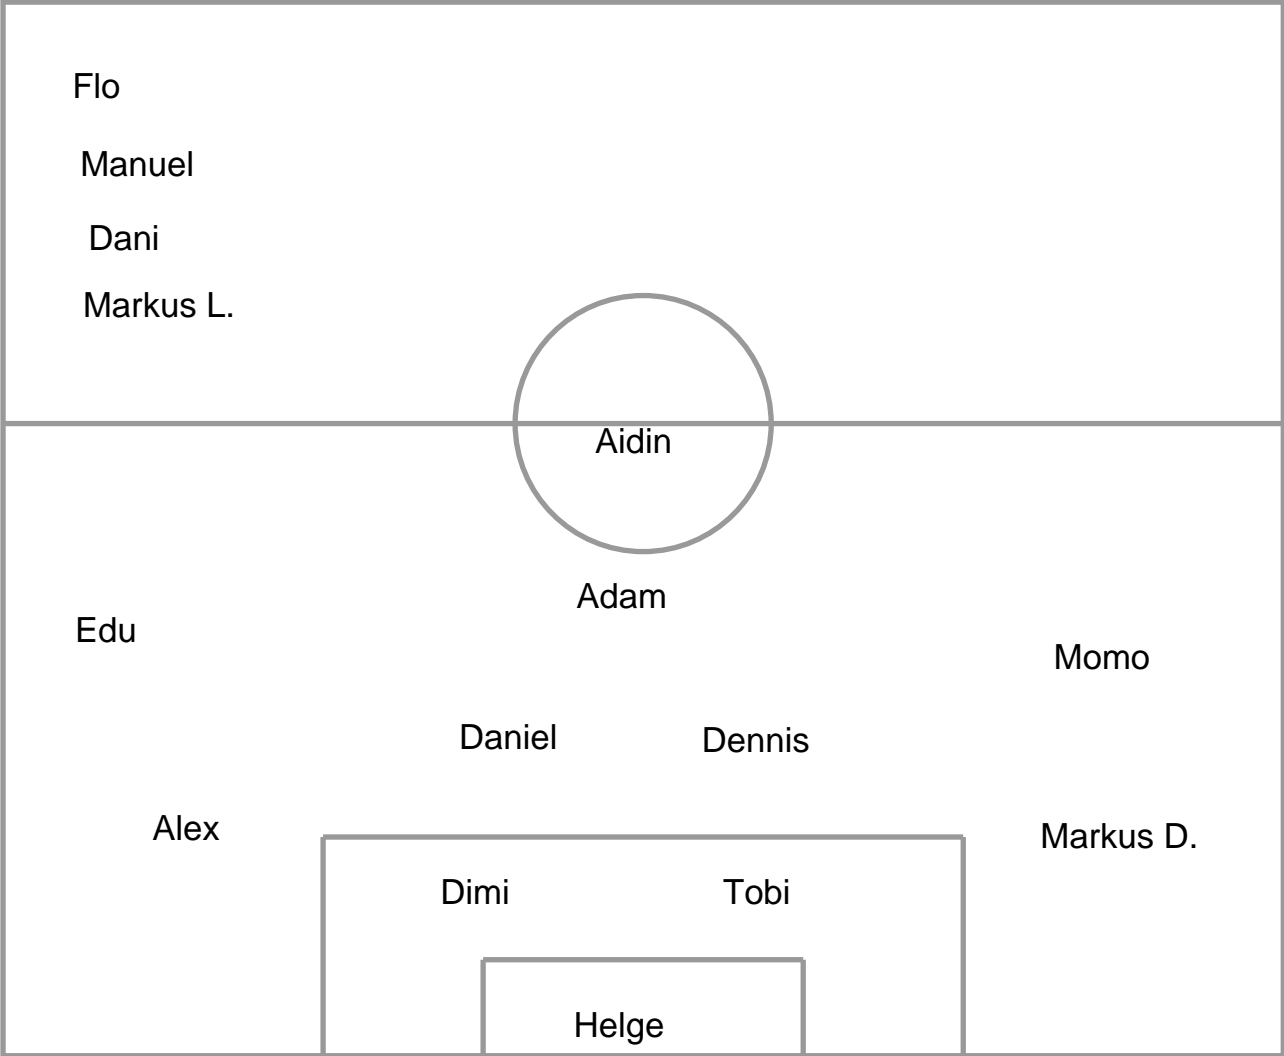 Flo
Manuel
Dani
Markus L.
Aidin
Adam
Edu
Momo
Daniel
Dennis
Alex
Markus D.
Dimi
Tobi
Helge